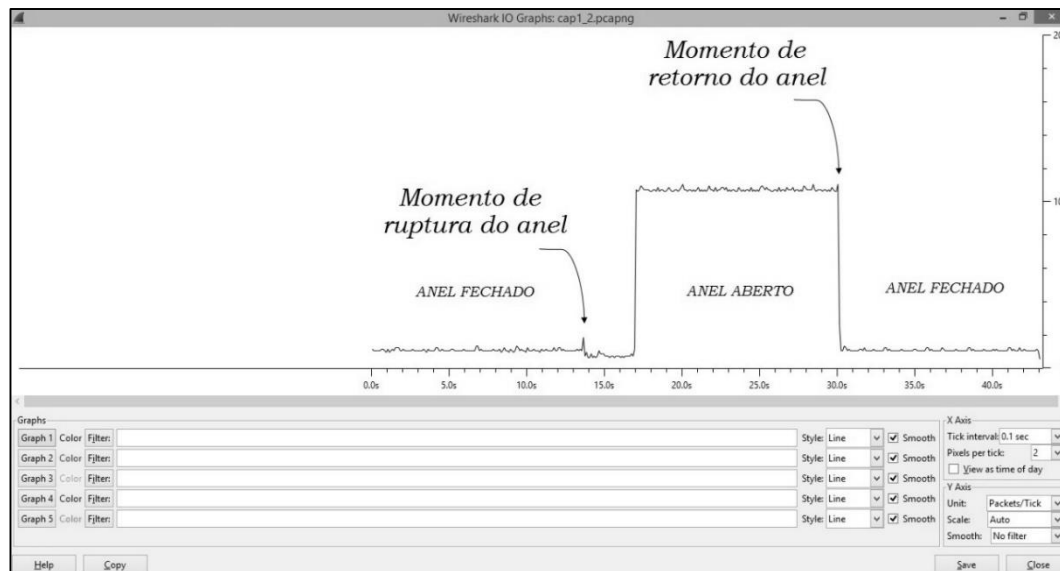 Wireshark IO Graphs: cap1_2.pcapng
Momento de
retorno do anel
Momento de
ruptura do anel
ANEL FECHADO
ANEL ABERTO
ANEL FECHADO
20
10
0.0s 5.0s 10.0s 15.0s 20.0s 25.0s 30.0s 35.0s 40.0s
Graphs
Graph 1 Color Filter: Style: Line Smooth
Graph 2 Color Filter: Style: Line Smooth
Graph 3 Color Filter: Style: Line Smooth
Graph 4 Color Filter: Style: Line Smooth
Graph 5 Color Filter: Style: Line Smooth
X Axis
Tick interval: 0.1 sec
Pixels per tick: 2
View as time of day
Y Axis
Unit: Packets/Tick
Scale: Auto
Smooth: No filter
Help Copy Save Close